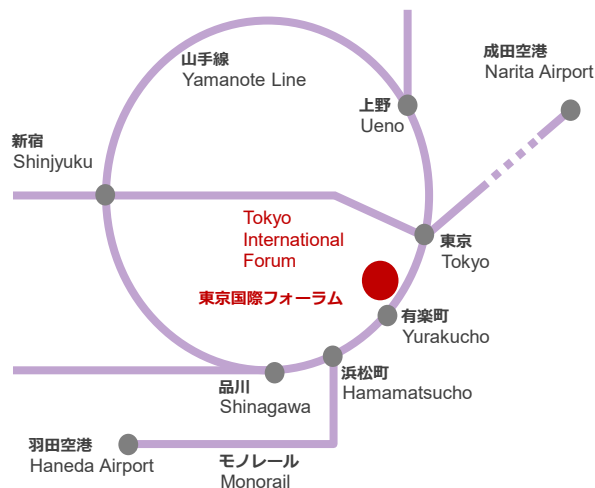 山手線
Yamanote Line
成田空港
Narita Airport
上野
Ueno
新宿
Shinjyuku
Tokyo
International
Forum
東京国際フォーラム
東京
Tokyo
有楽町
Yurakucho
浜松町
Hamamatsucho
品川
Shinagawa
羽田空港
Haneda Airport
モノレール
Monorail